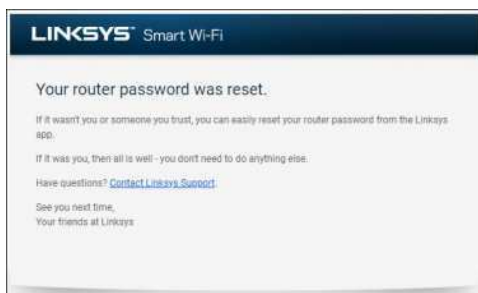 LINKSYS™ Smart Wi-Fi
Your router password was reset.
If it wasn't you or someone you trust, you can easily reset your router password from the Linksys
app.
If it was you, then all is well - you don't need to do anything else.
Have questions? Contact Linksys Support.
See you next time,
Your friends at Linksys